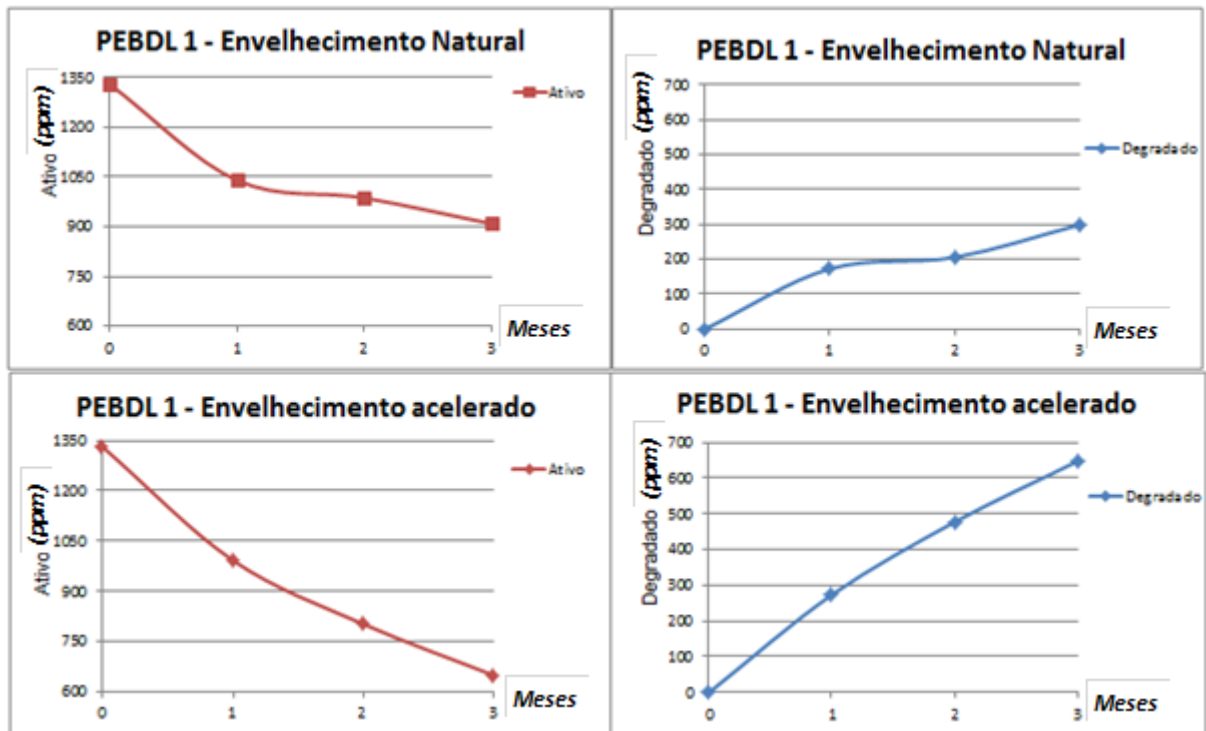 PEBDL 1 - Envelhecimento Natural
Ativo (ppm)
1350
1200
1050
900
750
600
0 1 2 3
Meses
Ativo
PEBDL 1 - Envelhecimento Natural
Degradado (ppm)
700
600
500
400
300
200
100
0
0 1 2 3
Meses
Degradado
PEBDL 1 - Envelhecimento acelerado
Ativo (ppm)
1350
1200
1050
900
750
600
0 1 2 3
Meses
Ativo
PEBDL 1 - Envelhecimento acelerado
Degradado (ppm)
700
600
500
400
300
200
100
0
0 1 2 3
Meses
Degradado